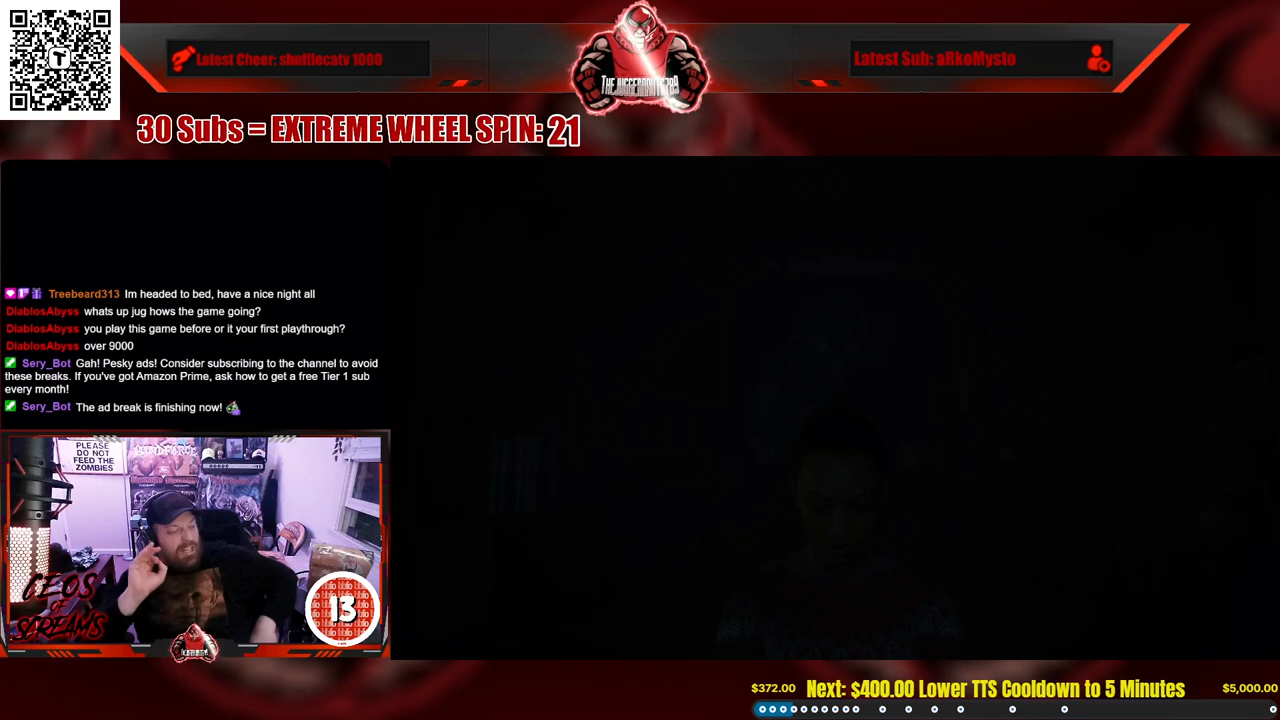 Latest Cheer: shufflecatv 1000
THEJUGGERNAUT6789
Latest Sub: aRkoMysto
30 Subs = EXTREME WHEEL SPIN: 21
Treebeard313 Im headed to bed, have a nice night all
DiablosAbyss whats up jug hows the game going?
DiablosAbyss you play this game before or it your first playthrough?
DiablosAbyss over 9000
Sery_Bot Gah! Pesky ads! Consider subscribing to the channel to avoid
these breaks. If you've got Amazon Prime, ask how to get a free Tier 1 sub
every month!
Sery_Bot The ad break is finishing now!
PLEASE
DO NOT
FEED THE
ZOMBIES
CEOS
OF
SCREAMS
13
$372.00 Next: $400.00 Lower TTS Cooldown to 5 Minutes $5,000.00